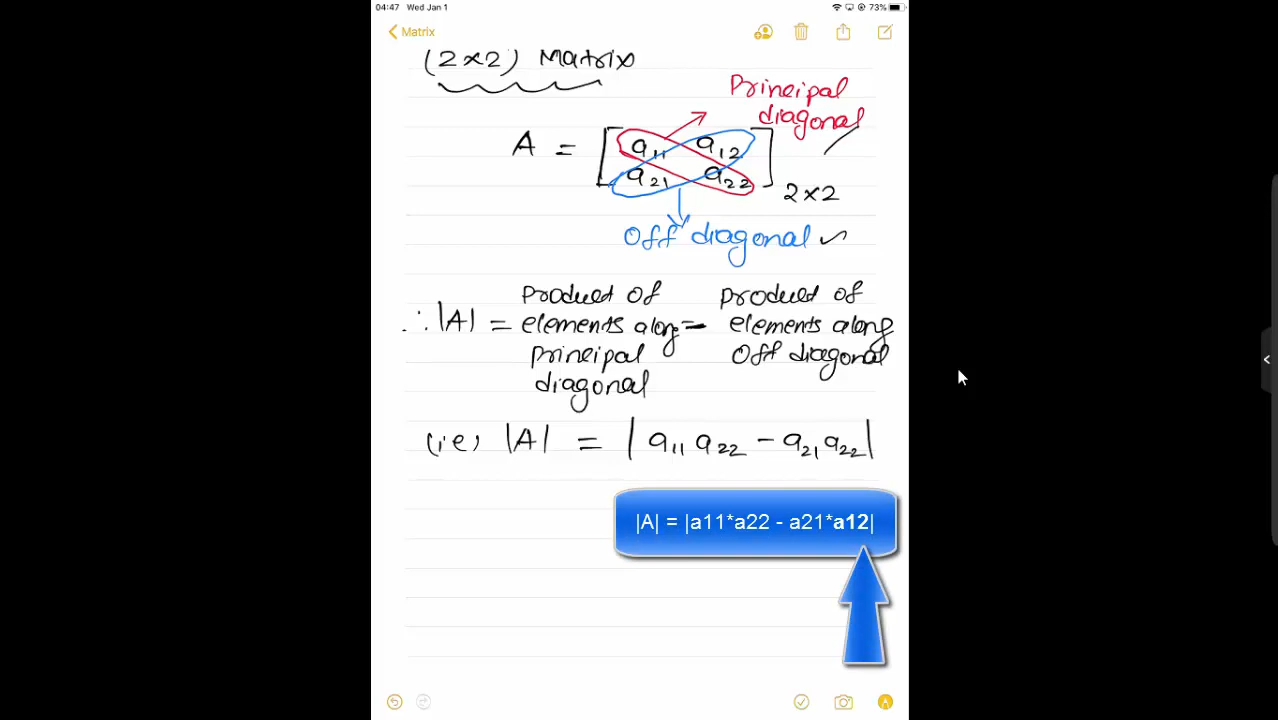 04:47 Wed Jan 1 73%
Matrix
(2×2) Matrix
Principal
diagonal
A = [a₁₁ a₁₂
a₂₁ a₂₂] 2×2
Off diagonal
Product of Product of
∴ |A| = elements along − elements along
Principal Off diagonal
diagonal
(i.e) |A| = | a₁₁ a₂₂ − a₂₁ a₂₂ |
|A| = |a11*a22 - a21*a12|